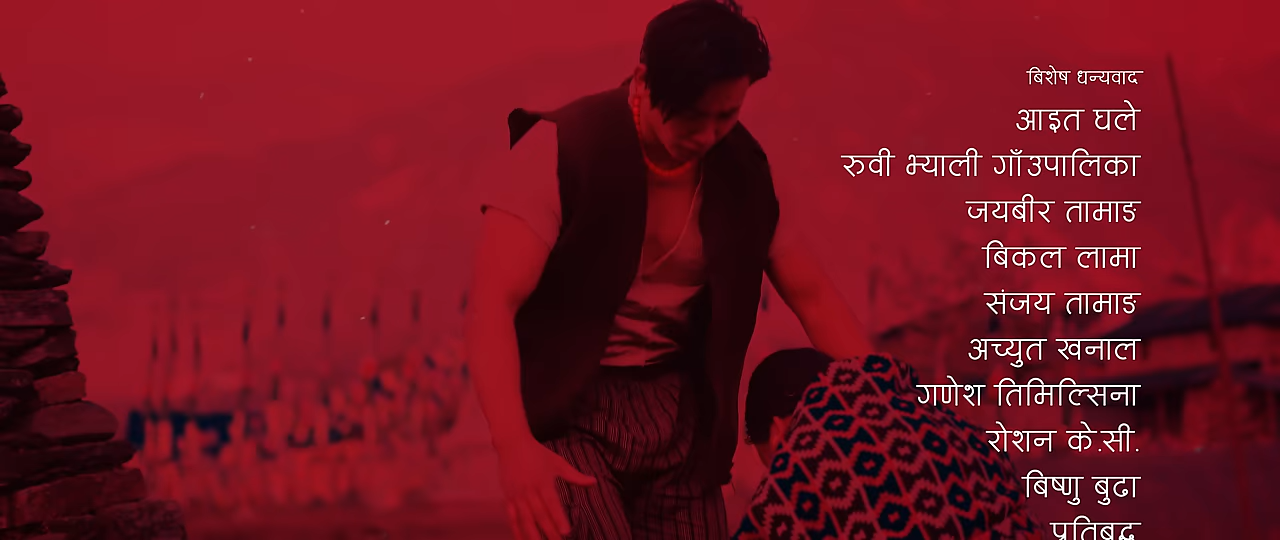 बिशेष धन्यवाद
आइत घले
रुवी भ्याली गाँउपालिका
जयबीर तामाङ
बिकल लामा
संजय तामाङ
अच्युत खनाल
गणेश तिमिल्सिना
रोशन के.सी.
बिष्णु बुढा